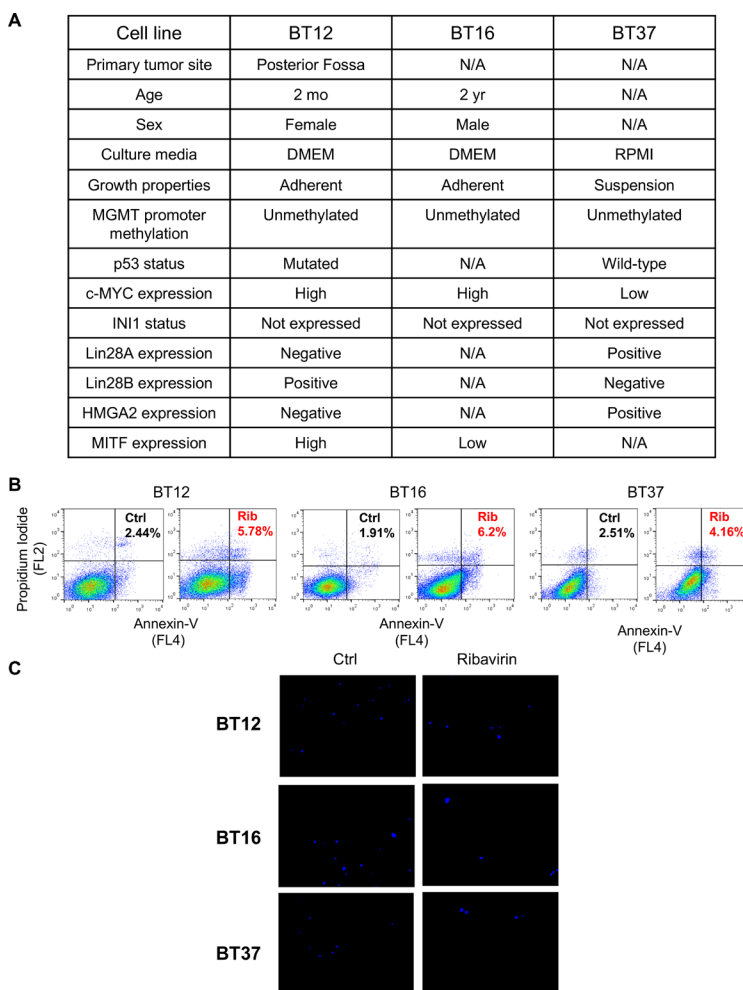 A
Cell line BT12 BT16 BT37
Primary tumor site Posterior Fossa N/A N/A
Age 2 mo 2 yr N/A
Sex Female Male N/A
Culture media DMEM DMEM RPMI
Growth properties Adherent Adherent Suspension
MGMT promoter
methylation Unmethylated Unmethylated Unmethylated
p53 status Mutated N/A Wild-type
c-MYC expression High High Low
INI1 status Not expressed Not expressed Not expressed
Lin28A expression Negative N/A Positive
Lin28B expression Positive N/A Negative
HMGA2 expression Negative N/A Positive
MITF expression High Low N/A
B
BT12 BT16 BT37
Ctrl Rib Ctrl Rib Ctrl Rib
2.44% 5.78% 1.91% 6.2% 2.51% 4.16%
Propidium Iodide
(FL2)
Annexin-V Annexin-V Annexin-V
(FL4) (FL4) (FL4)
C
Ctrl Ribavirin
BT12
BT16
BT37